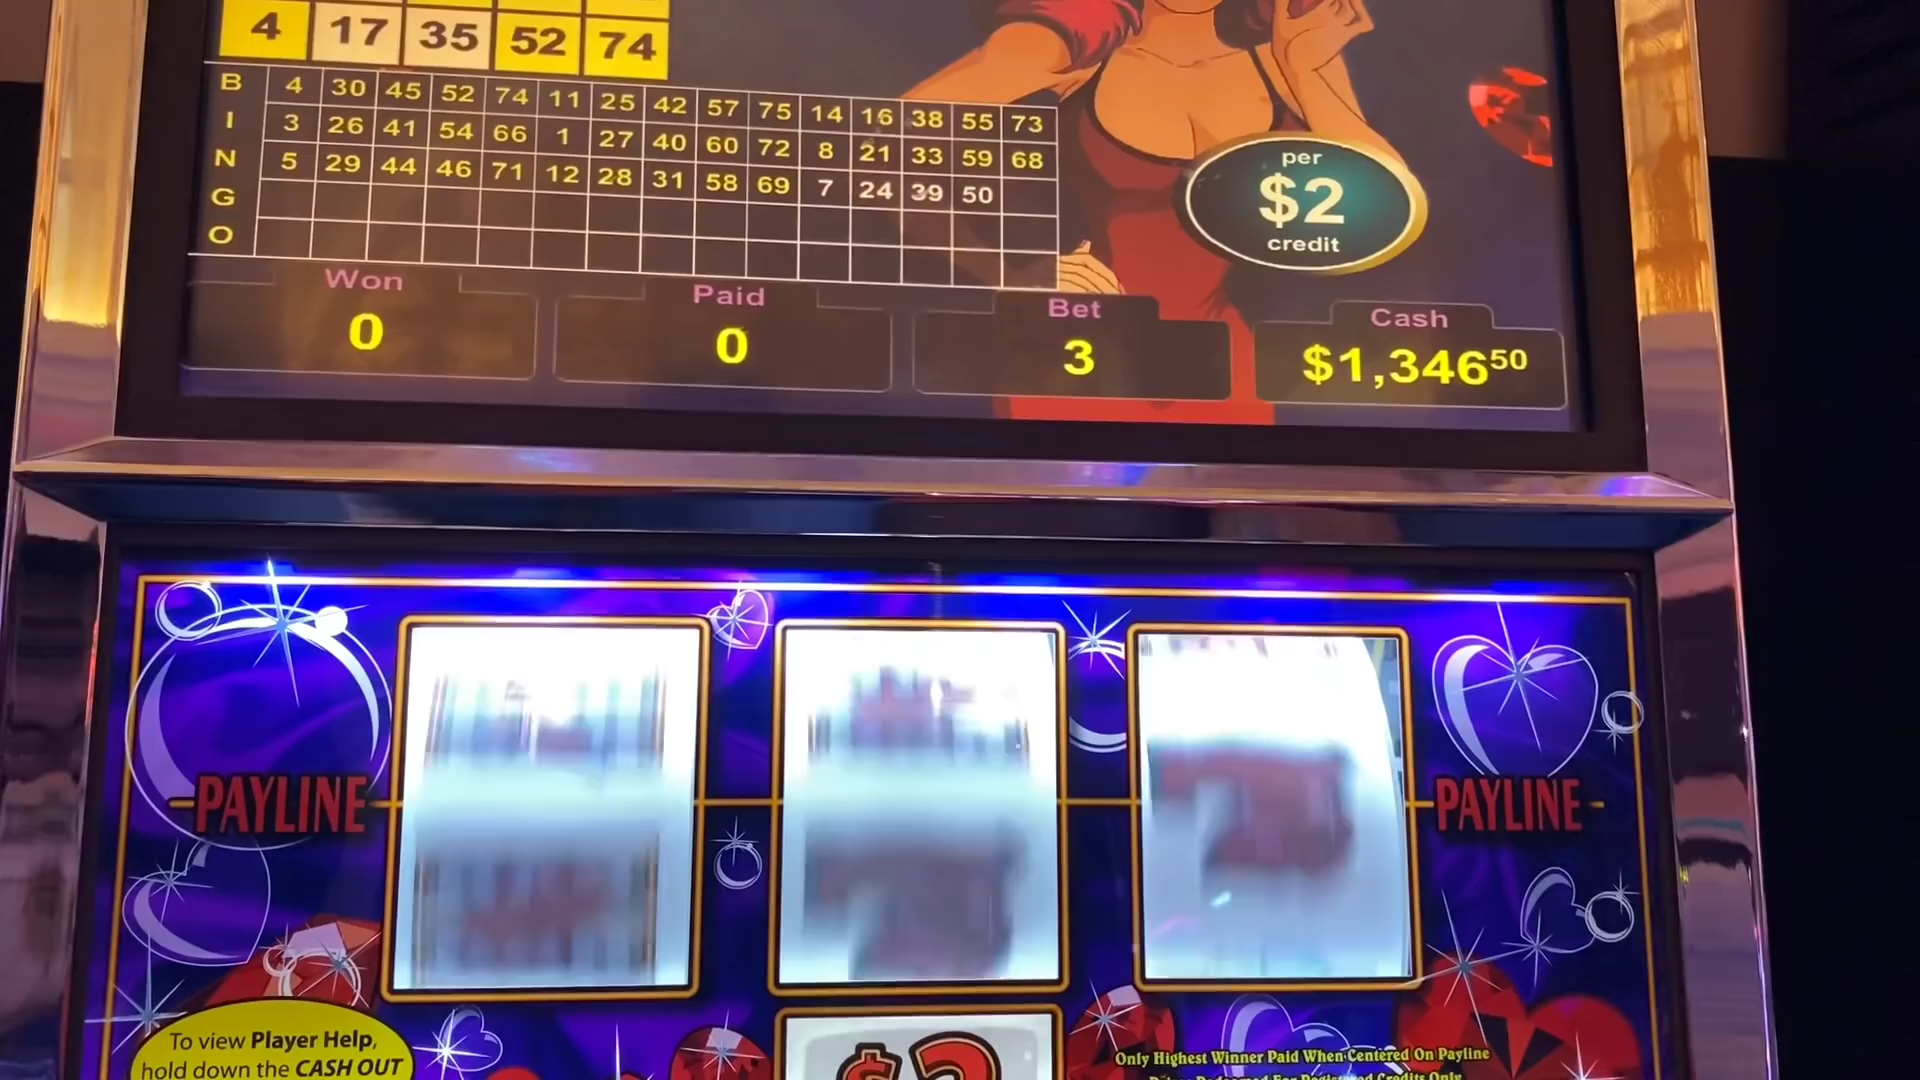 4 17 35 52 74
B 4 30 45 52 74 11 25 42 57 75 14 16 38 55 73
I 3 26 41 54 66 1 27 40 60 72 8 21 33 59 68
N 5 29 44 46 71 12 28 31 58 69 7 24 39 50
G
O
per
$2
credit
Won Paid Bet Cash
0 0 3 $1,34650
PAYLINE PAYLINE
To view Player Help,
hold down the CASH OUT
$2
Only Highest Winner Paid When Centered On Payline
Credits Only